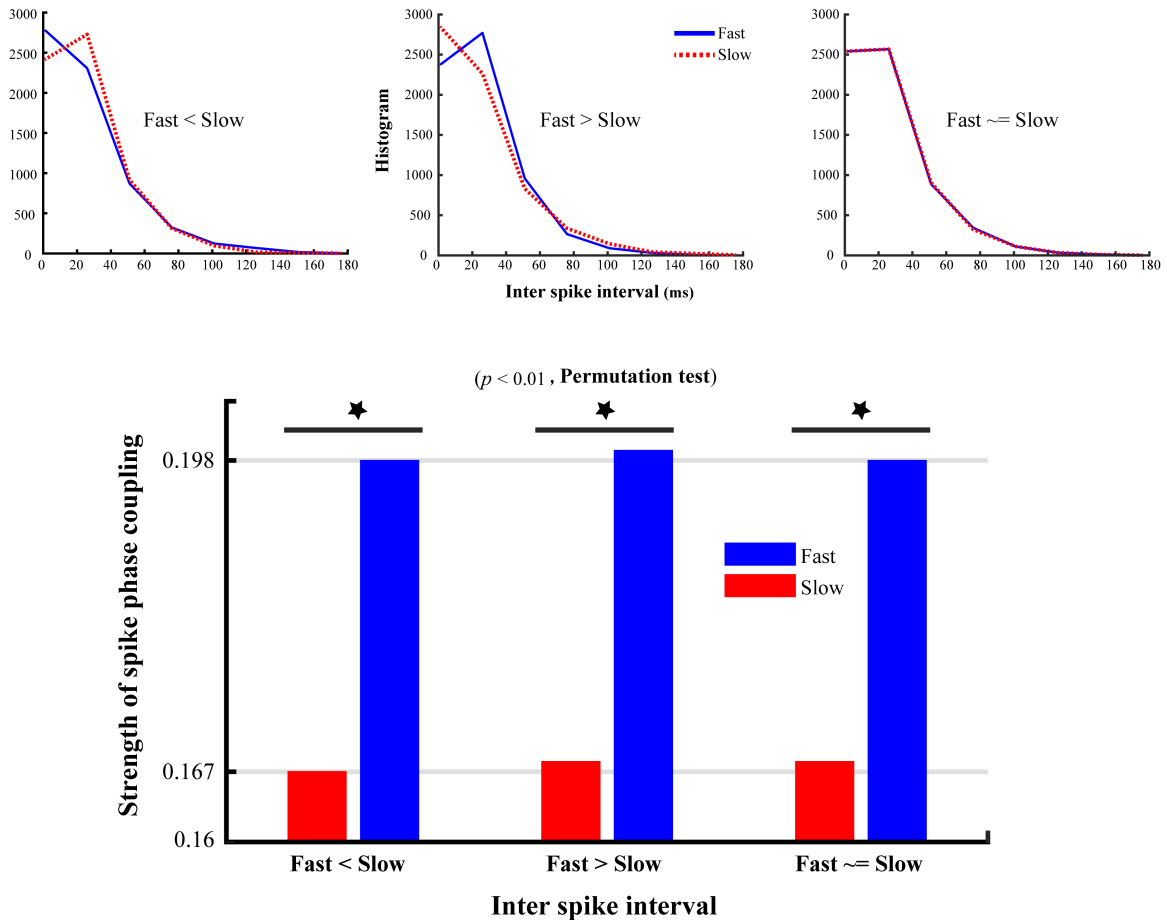 3000
2500
2000
1500
1000
500
0
0 20 40 60 80 100 120 140 160 180
Fast < Slow
Histogram
3000
2500
2000
1500
1000
500
0
0 20 40 60 80 100 120 140 160 180
Fast > Slow
Fast
Slow
Inter spike interval (ms)
3000
2500
2000
1500
1000
500
0
0 20 40 60 80 100 120 140 160 180
Fast ~= Slow
(p < 0.01 , Permutation test)
Strength of spike phase coupling
0.198
0.167
0.16
Fast
Slow
Fast < Slow
Fast > Slow
Fast ~= Slow
Inter spike interval